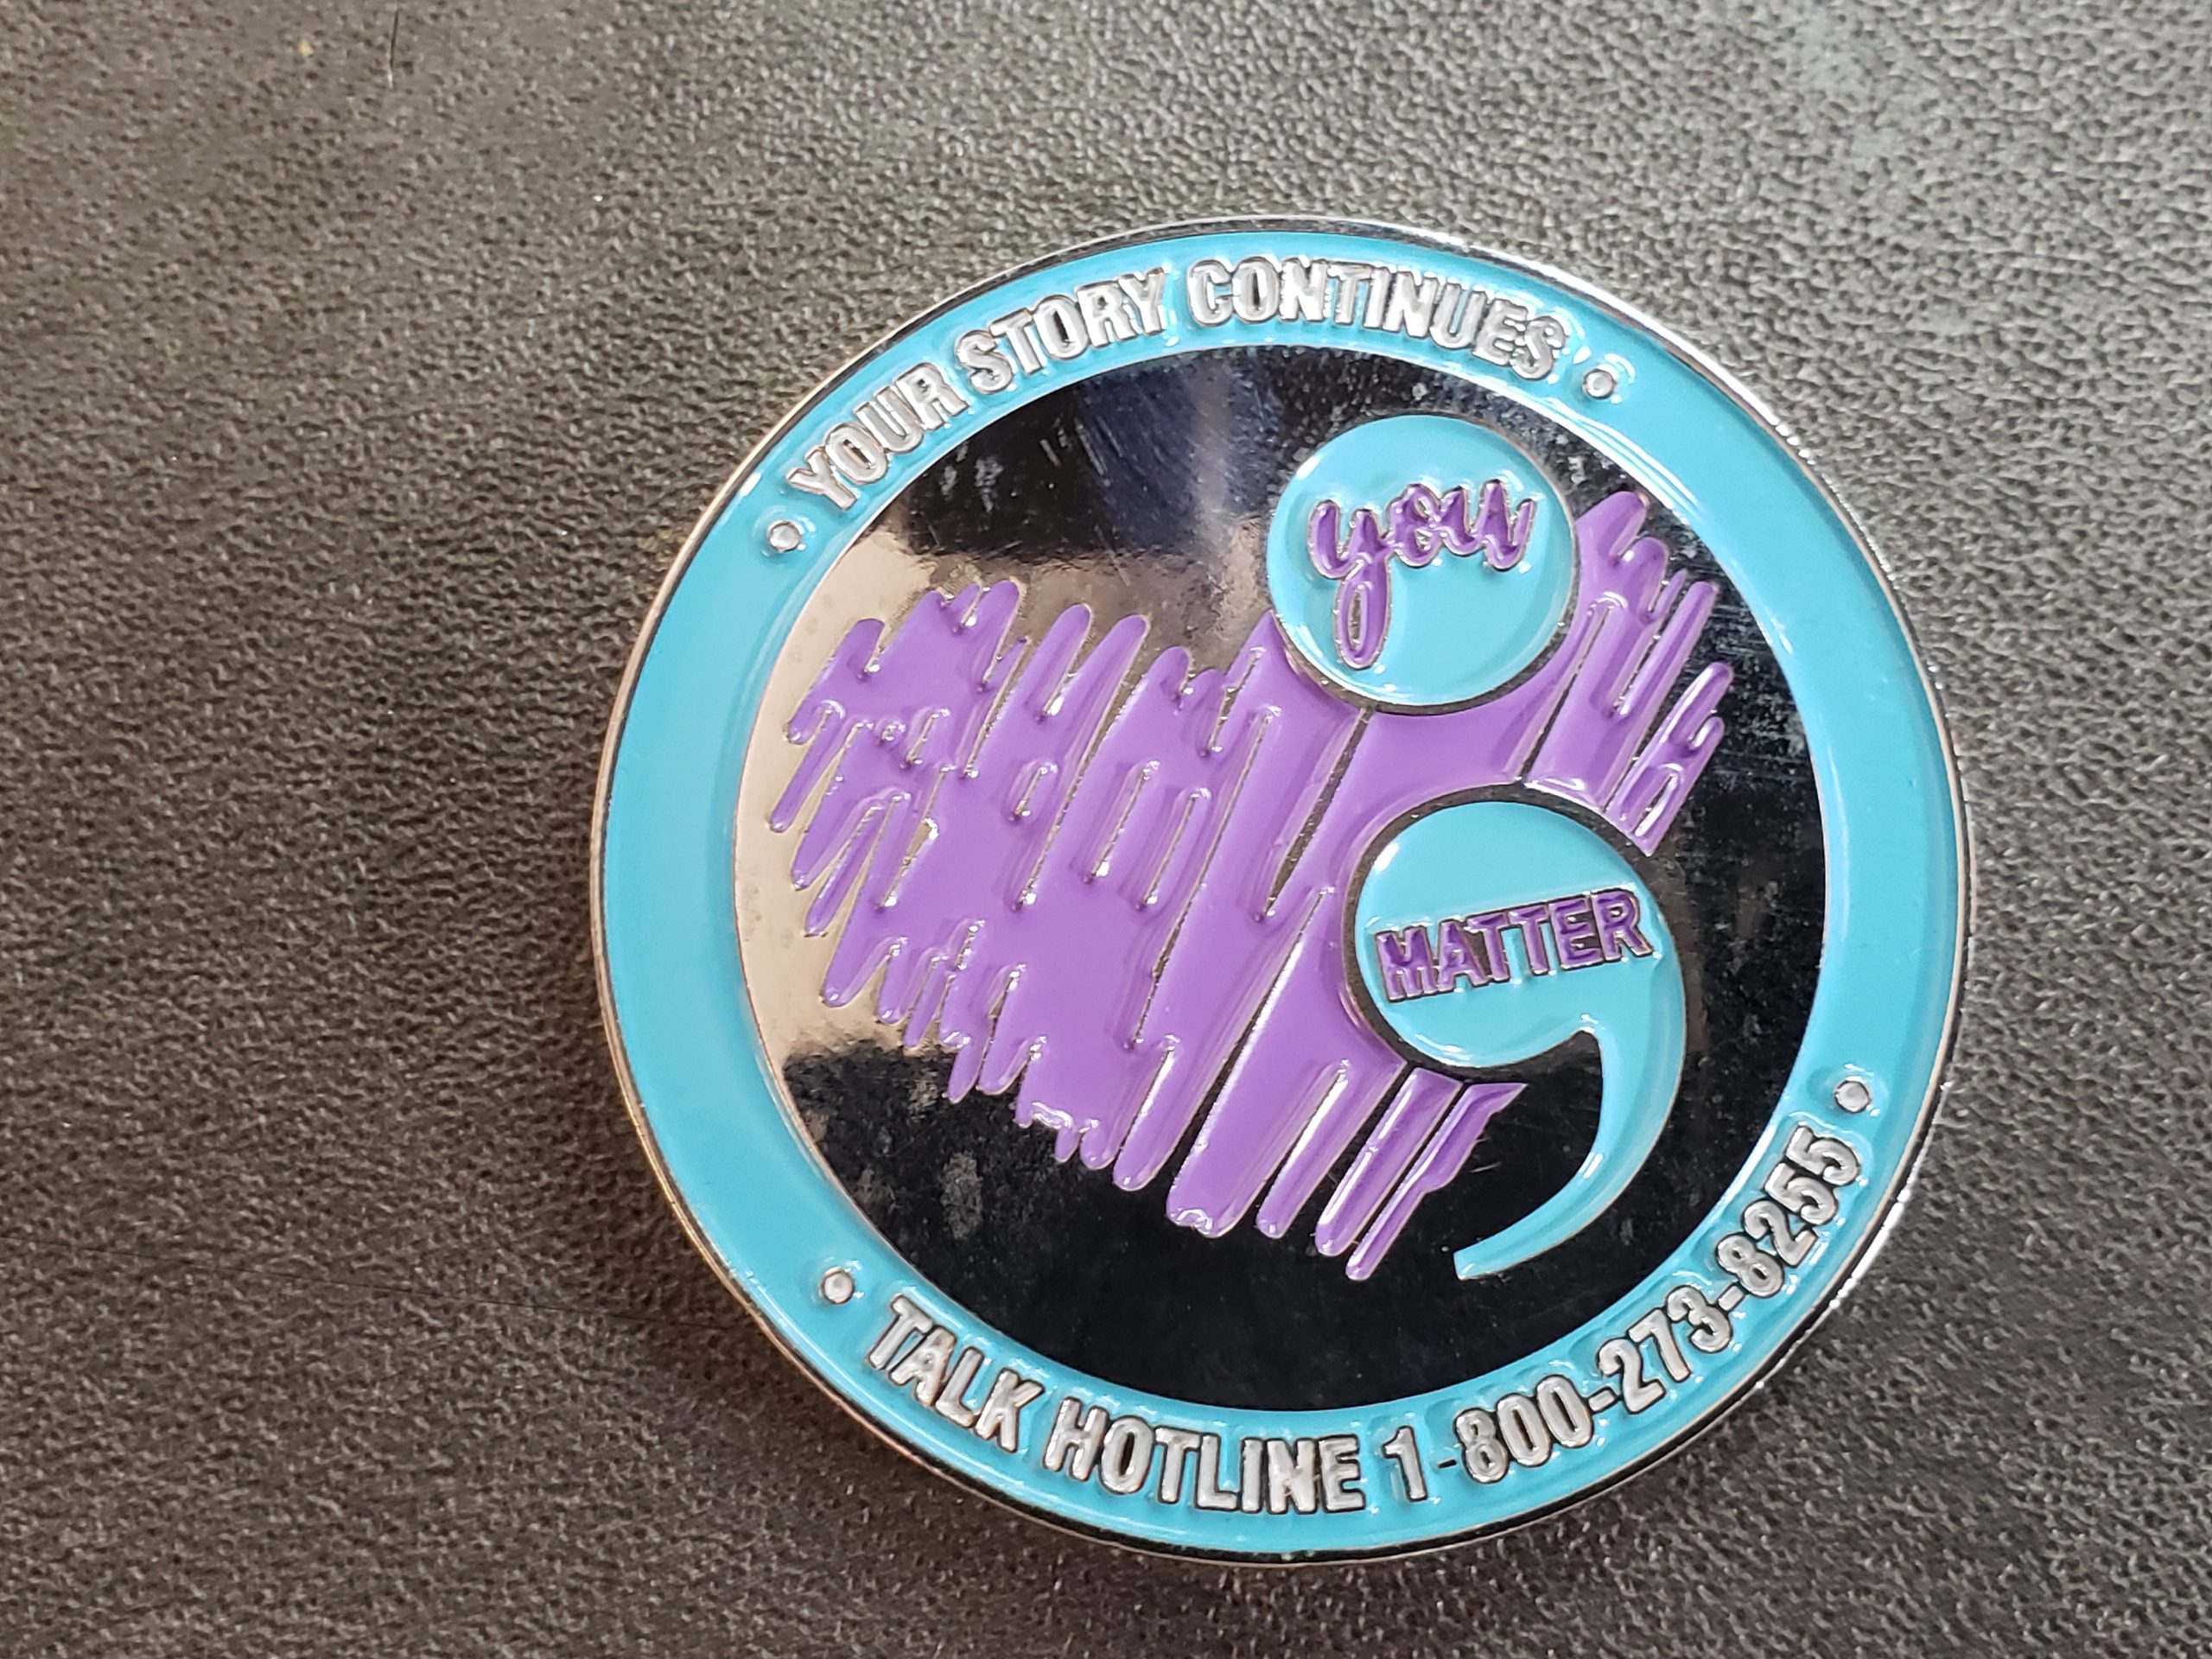 YOUR STORY CONTINUES
you
MATTER
TALK HOTLINE 1-800-273-8255